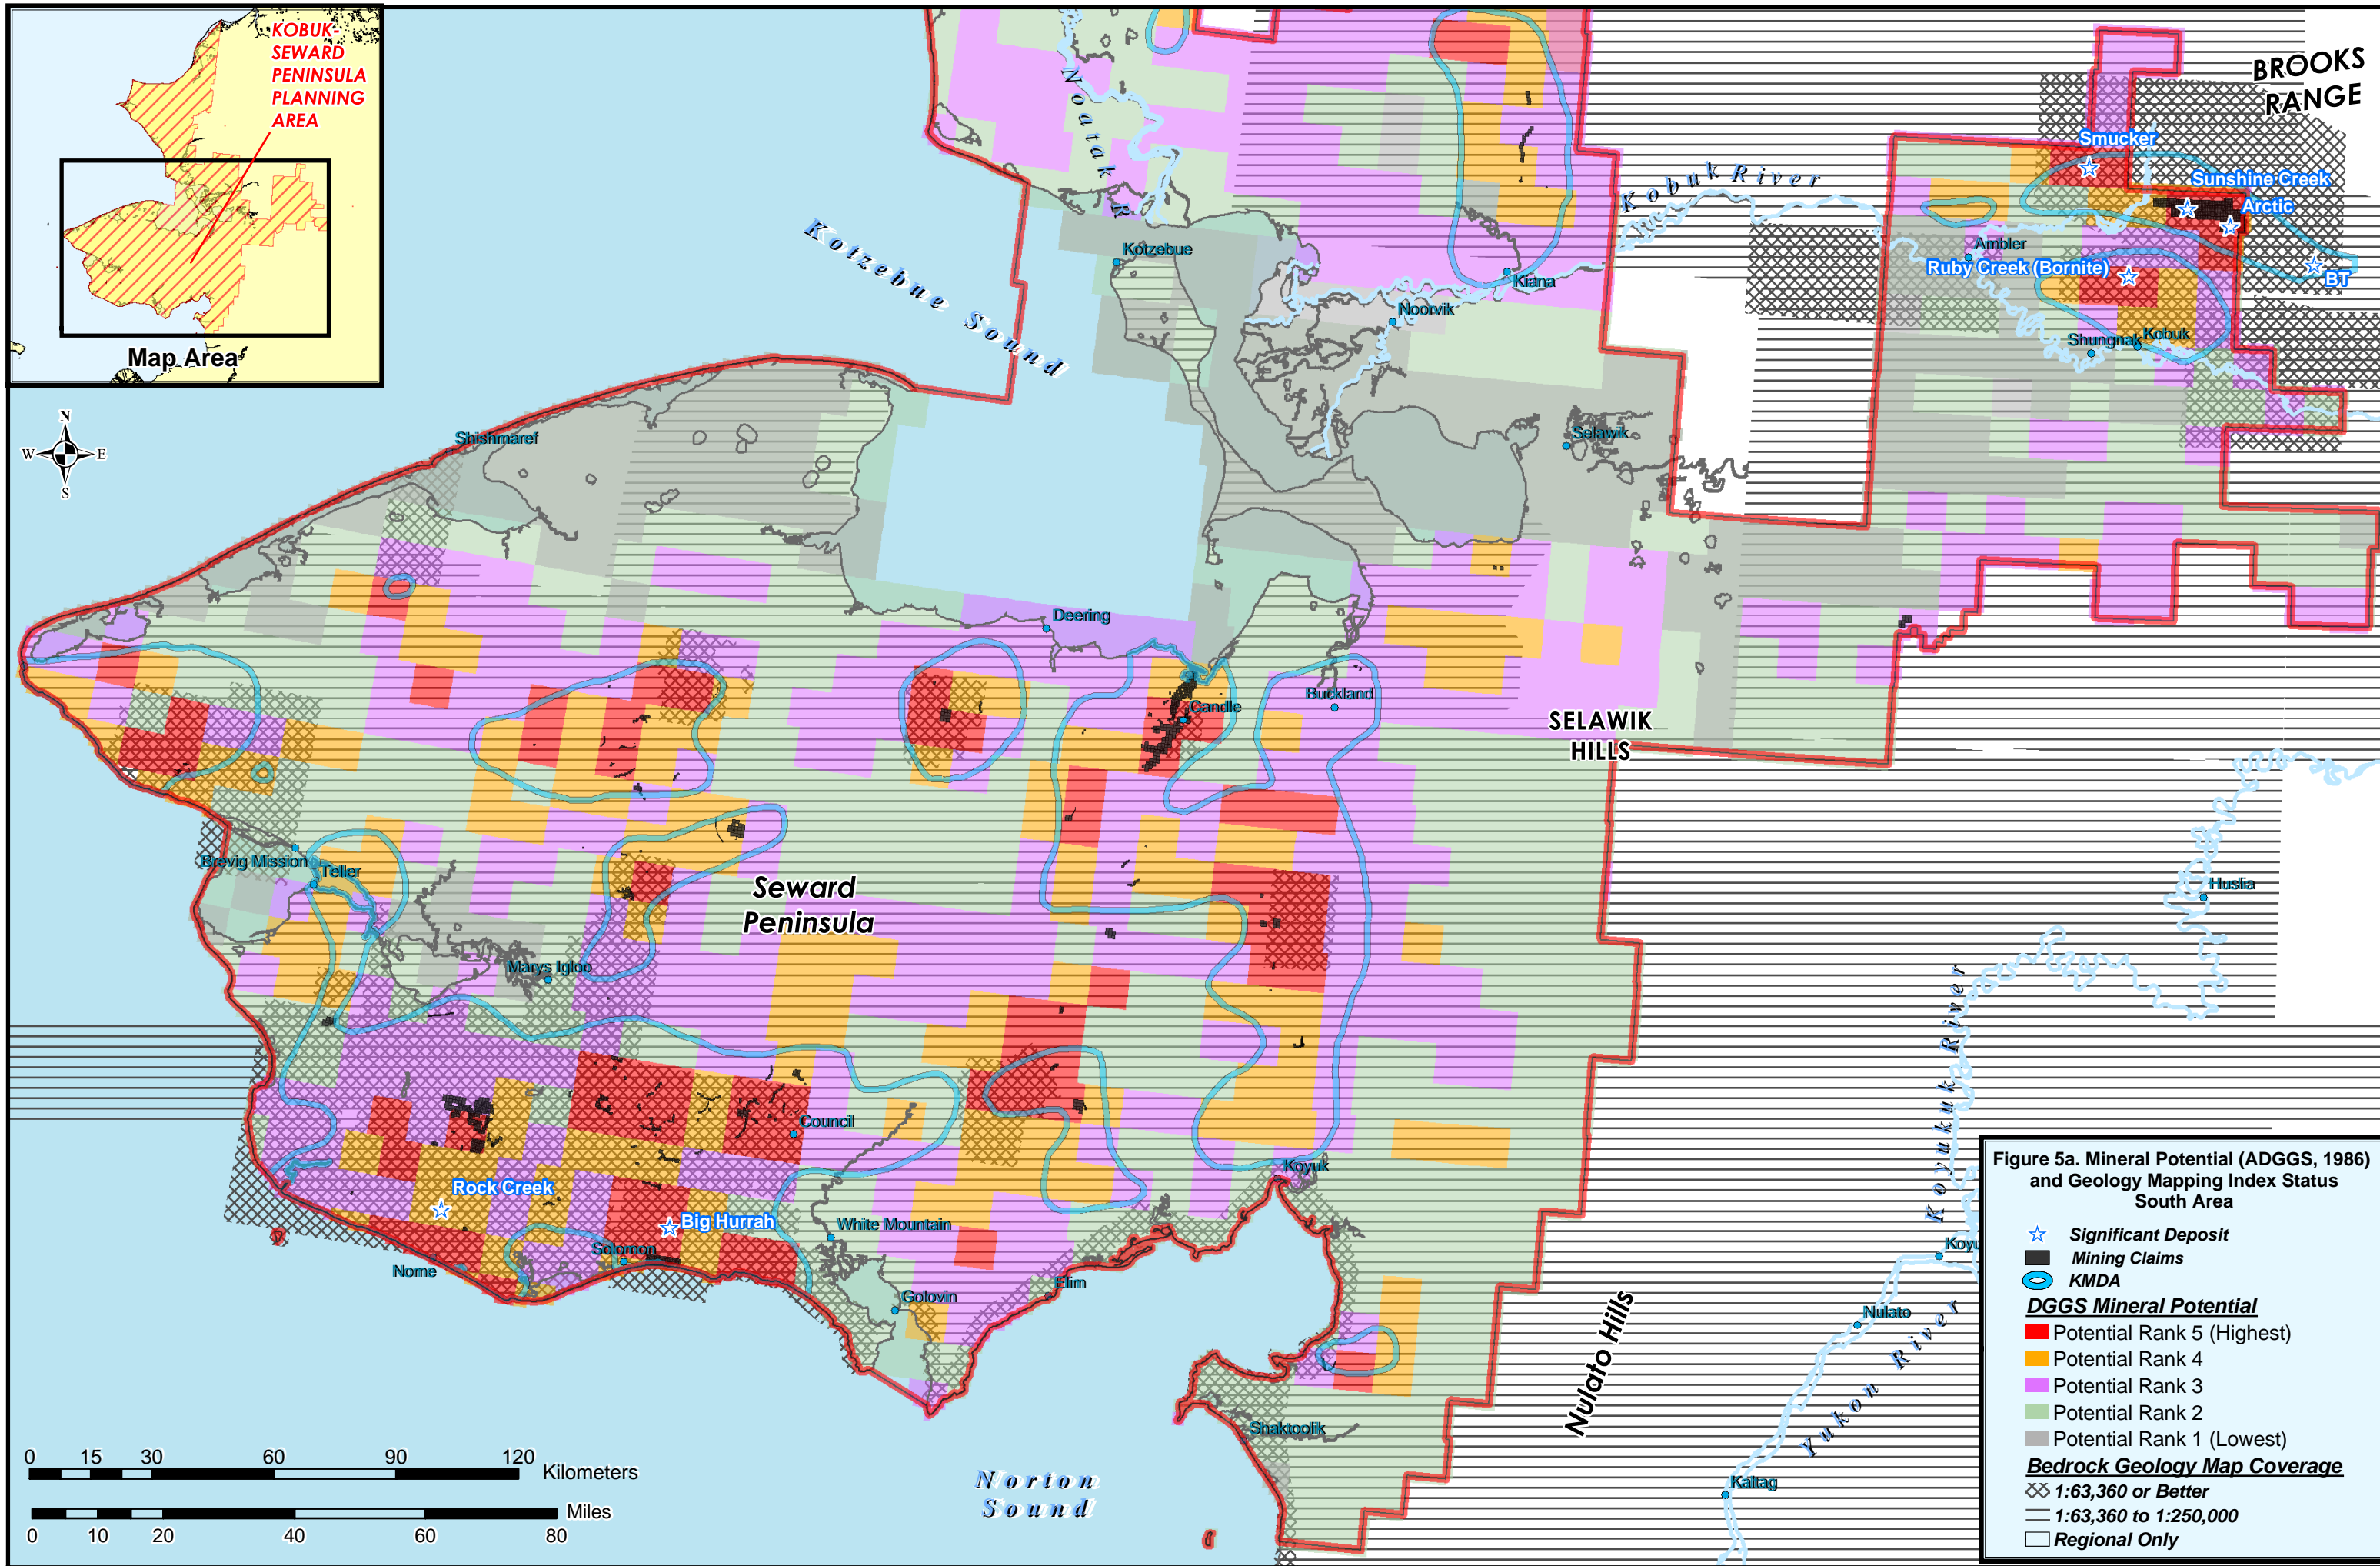 KOBUK-
SEWARD
PENINSULA
PLANNING
AREA
Map Area
N
W
E
S
BROOKS
RANGE
Smucker
Sunshine Creek
Arctic
BT
Ruby Creek (Bornite)
Ambler
Shungnak
Kobuk
Kobuk River
Noatak R
Kotzebue Sound
Kotzebue
Kiana
Noorvik
Selawik
Shishmaref
Deering
Candle
Buckland
SELAWIK
HILLS
Brevig Mission
Teller
Seward
Peninsula
Huslia
Marys Igloo
Koyukuk River
Council
Koyuk
Rock Creek
Big Hurrah
White Mountain
Solomon
Nome
Elim
Golovin
Koyu
Nulato
Nulato Hills
Yukon River
Shaktoolik
Kaltag
Norton
Sound
0 15 30 60 90 120
Kilometers
Miles
0 10 20 40 60 80
Figure 5a. Mineral Potential (ADGGS, 1986)
and Geology Mapping Index Status
South Area
Significant Deposit
Mining Claims
KMDA
DGGS Mineral Potential
Potential Rank 5 (Highest)
Potential Rank 4
Potential Rank 3
Potential Rank 2
Potential Rank 1 (Lowest)
Bedrock Geology Map Coverage
1:63,360 or Better
1:63,360 to 1:250,000
Regional Only